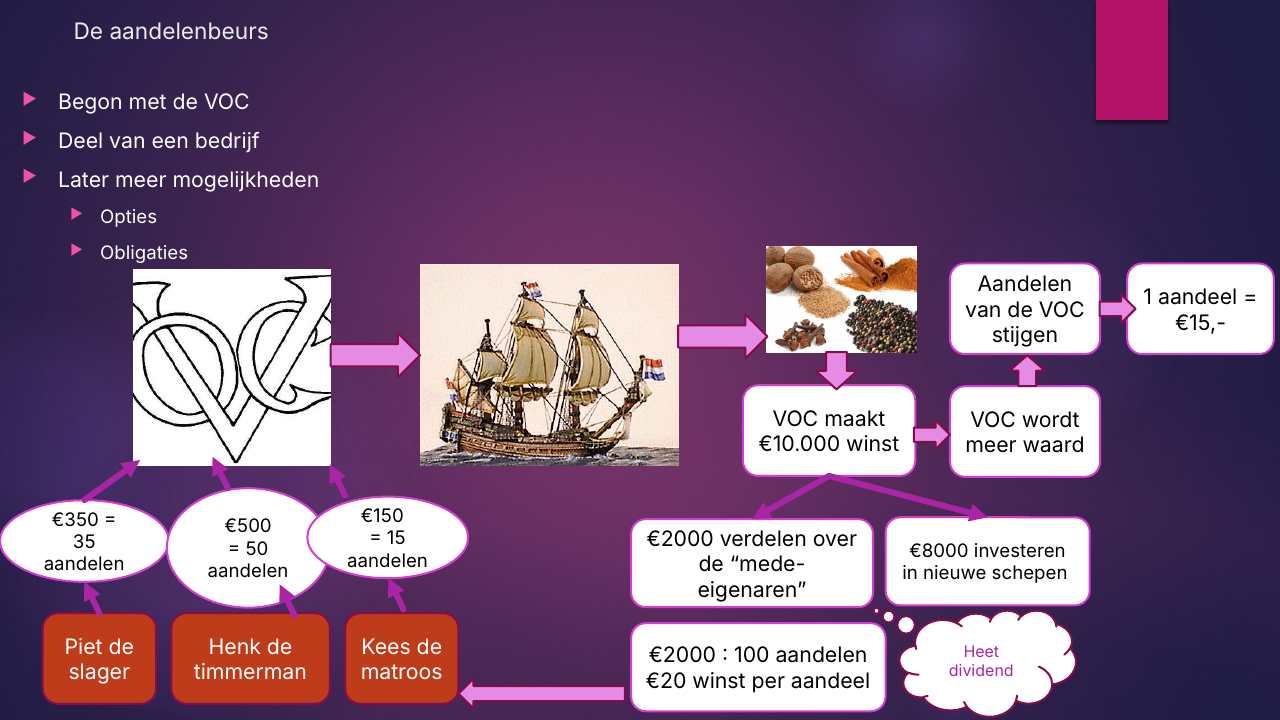 De aandelenbeurs
Begon met de VOC
Deel van een bedrijf
Later meer mogelijkheden
Opties
Obligaties
VOC
Aandelen
van de VOC
stijgen
1 aandeel =
€15,-
VOC maakt
€10.000 winst
VOC wordt
meer waard
€350 =
35
aandelen
€500
= 50
aandelen
€150
= 15
aandelen
€2000 verdelen over
de “mede-
eigenaren”
€8000 investeren
in nieuwe schepen
Piet de
slager
Henk de
timmerman
Kees de
matroos
€2000 : 100 aandelen
€20 winst per aandeel
Heet
dividend